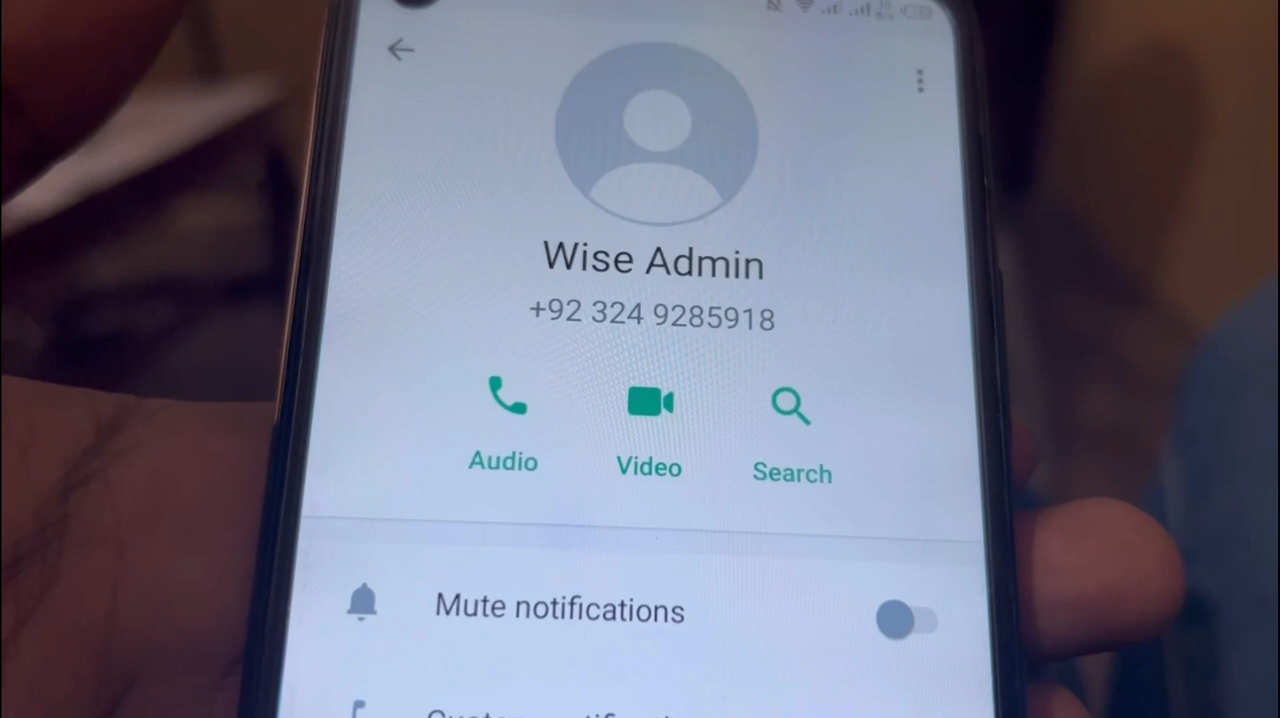 Wise Admin
+92 324 9285918
Audio Video Search
Mute notifications